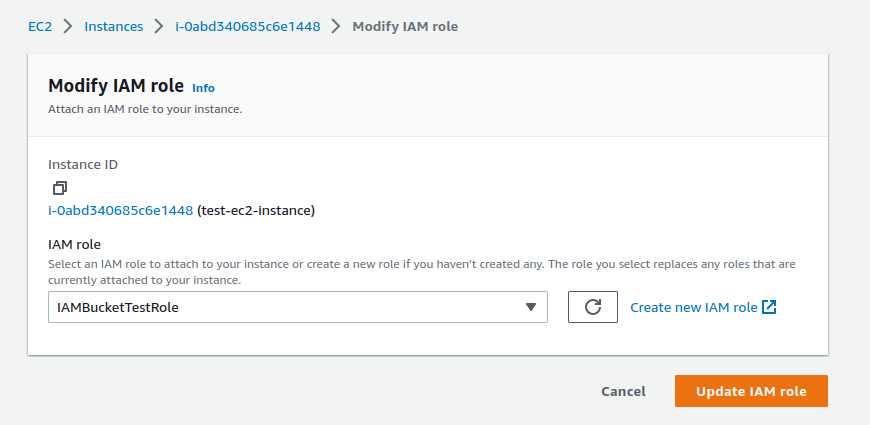 EC2 > Instances > i-0abd340685c6e1448 > Modify IAM role
Modify IAM role Info
Attach an IAM role to your instance.
Instance ID
i-0abd340685c6e1448 (test-ec2-instance)
IAM role
Select an IAM role to attach to your instance or create a new role if you haven't created any. The role you select replaces any roles that are
currently attached to your instance.
IAMBucketTestRole
Create new IAM role
Cancel
Update IAM role